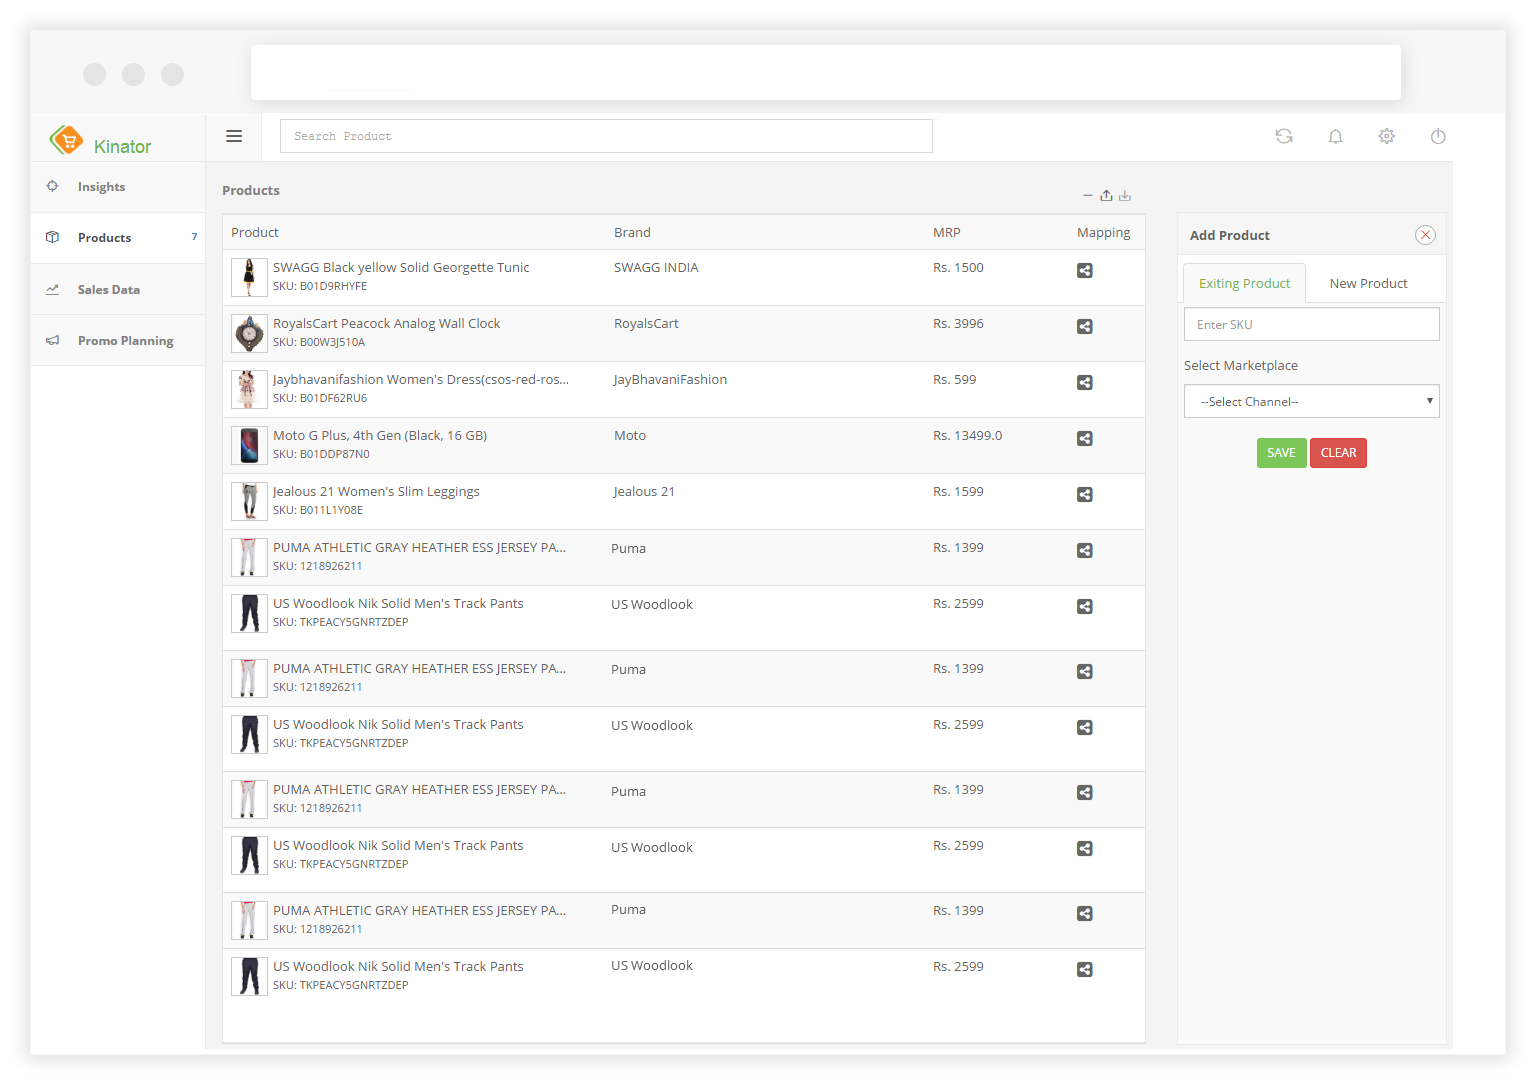 Kinator
Search Product
Insights
Products 7
Sales Data
Promo Planning
Products
Product Brand MRP Mapping
SWAGG Black yellow Solid Georgette Tunic SWAGG INDIA Rs. 1500
SKU: B01D9RHYFE
RoyalsCart Peacock Analog Wall Clock RoyalsCart Rs. 3996
SKU: B00W3J510A
Jaybhavanifashion Women's Dress(csos-red-ros... JayBhavaniFashion Rs. 599
SKU: B01DF62RU6
Moto G Plus, 4th Gen (Black, 16 GB) Moto Rs. 13499.0
SKU: B01DDP87N0
Jealous 21 Women's Slim Leggings Jealous 21 Rs. 1599
SKU: B011L1Y08E
PUMA ATHLETIC GRAY HEATHER ESS JERSEY PA... Puma Rs. 1399
SKU: 1218926211
US Woodlook Nik Solid Men's Track Pants US Woodlook Rs. 2599
SKU: TKPEACY5GNRTZDEP
PUMA ATHLETIC GRAY HEATHER ESS JERSEY PA... Puma Rs. 1399
SKU: 1218926211
US Woodlook Nik Solid Men's Track Pants US Woodlook Rs. 2599
SKU: TKPEACY5GNRTZDEP
PUMA ATHLETIC GRAY HEATHER ESS JERSEY PA... Puma Rs. 1399
SKU: 1218926211
US Woodlook Nik Solid Men's Track Pants US Woodlook Rs. 2599
SKU: TKPEACY5GNRTZDEP
PUMA ATHLETIC GRAY HEATHER ESS JERSEY PA... Puma Rs. 1399
SKU: 1218926211
US Woodlook Nik Solid Men's Track Pants US Woodlook Rs. 2599
SKU: TKPEACY5GNRTZDEP
Add Product
Exiting Product New Product
Enter SKU
Select Marketplace
--Select Channel--
SAVE CLEAR